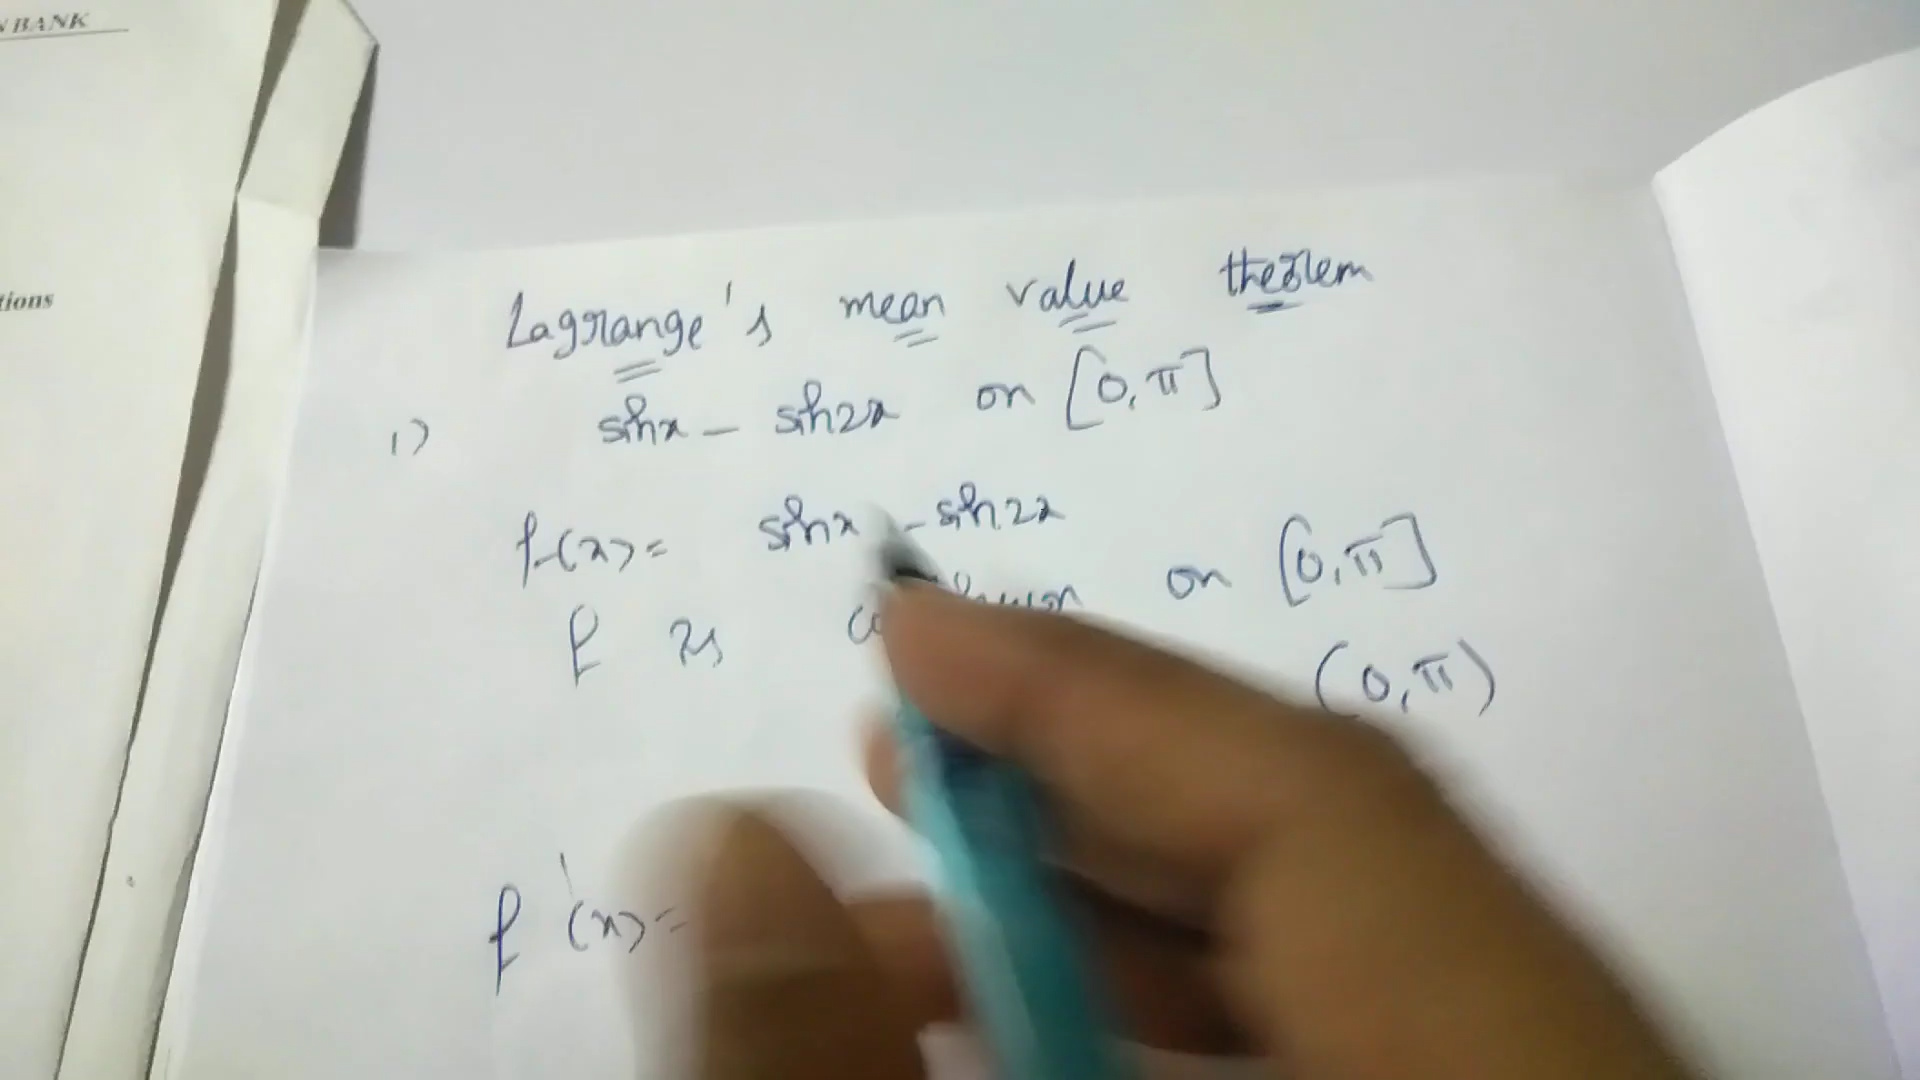 N BANK
tions
Lagrange's mean value theorem
1) sinx - sin2x on [0, π]
f(x) = sinx - sin2x
f is on [0, π]
(0, π)
f'(x) =